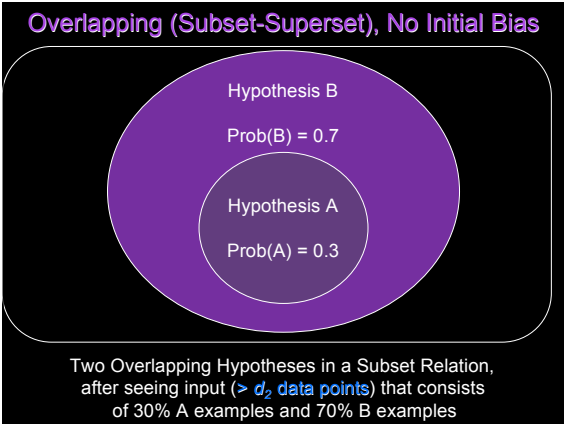 Overlapping (Subset-Superset), No Initial Bias
Hypothesis B
Prob(B) = 0.7
Hypothesis A
Prob(A) = 0.3
Two Overlapping Hypotheses in a Subset Relation,
after seeing input (> d₂ data points) that consists
of 30% A examples and 70% B examples